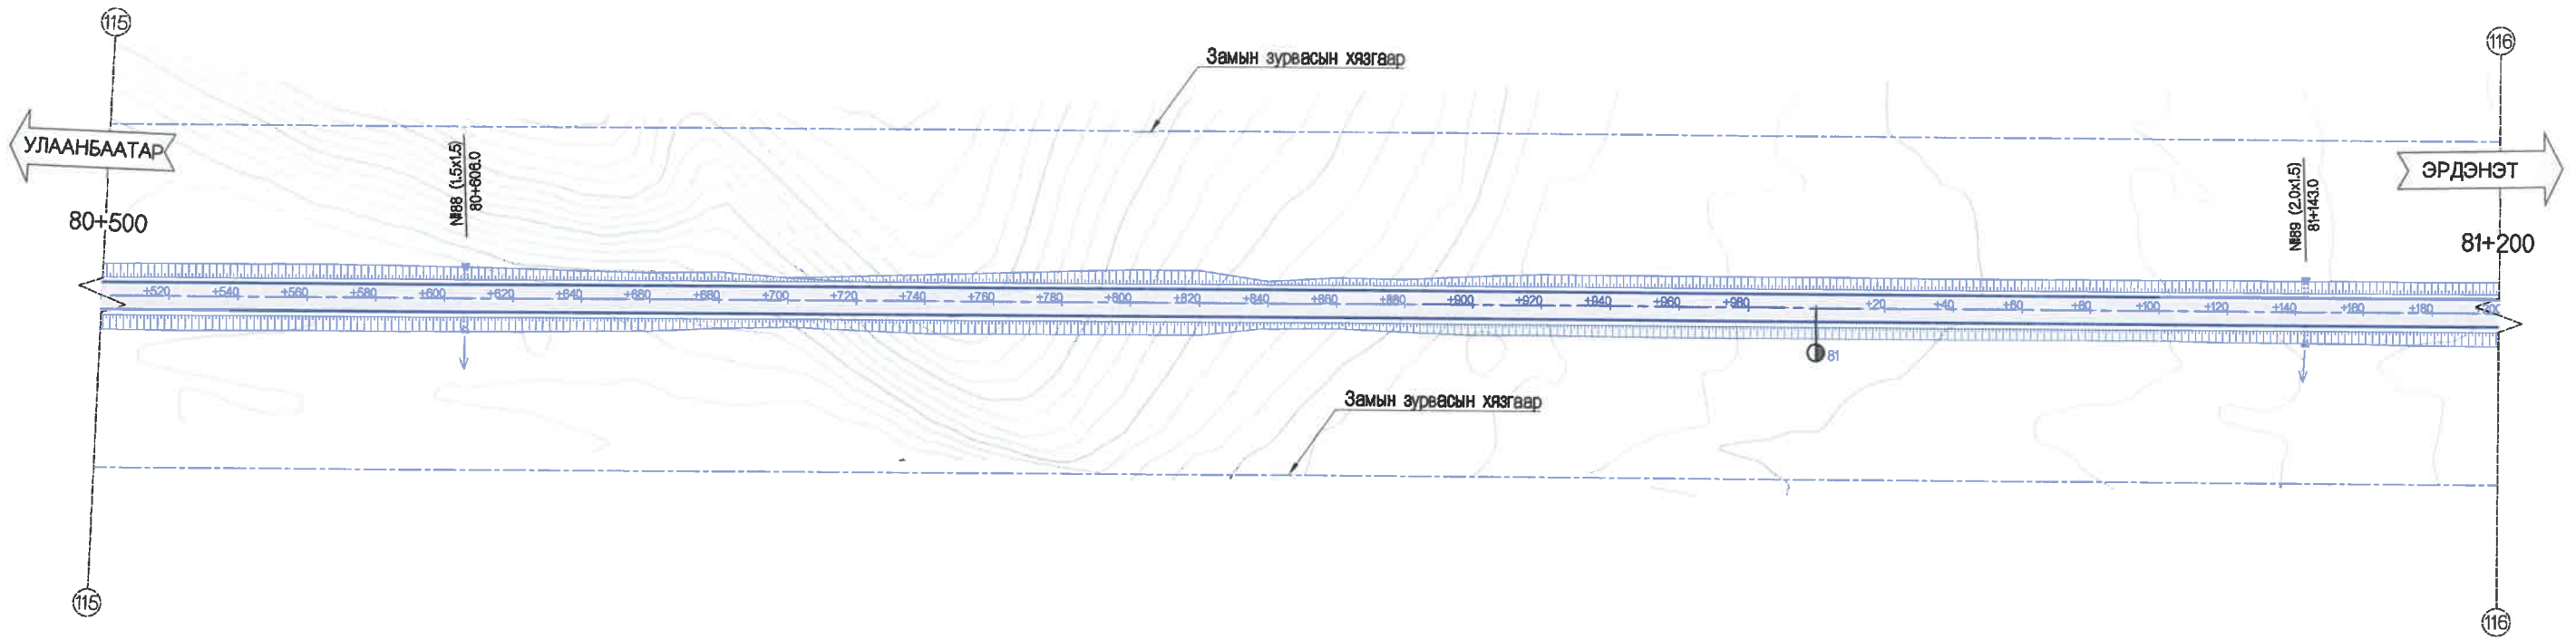 115
116
Замын зурвасын хязгаар
УЛААНБААТАР
ЭРДЭНЭТ
№88 (1.5x1.5)
80+606.0
№89 (2.0x1.5)
81+143.0
80+500
81+200
+520 +540 +560 +580 +600 +620 +640 +660 +680 +700 +720 +740 +760 +780 +800 +820 +840 +860 +880 +900 +920 +940 +960 +980 +20 +40 +60 +80 +100 +120 +140 +160 +180
81
Замын зурвасын хязгаар
115
116